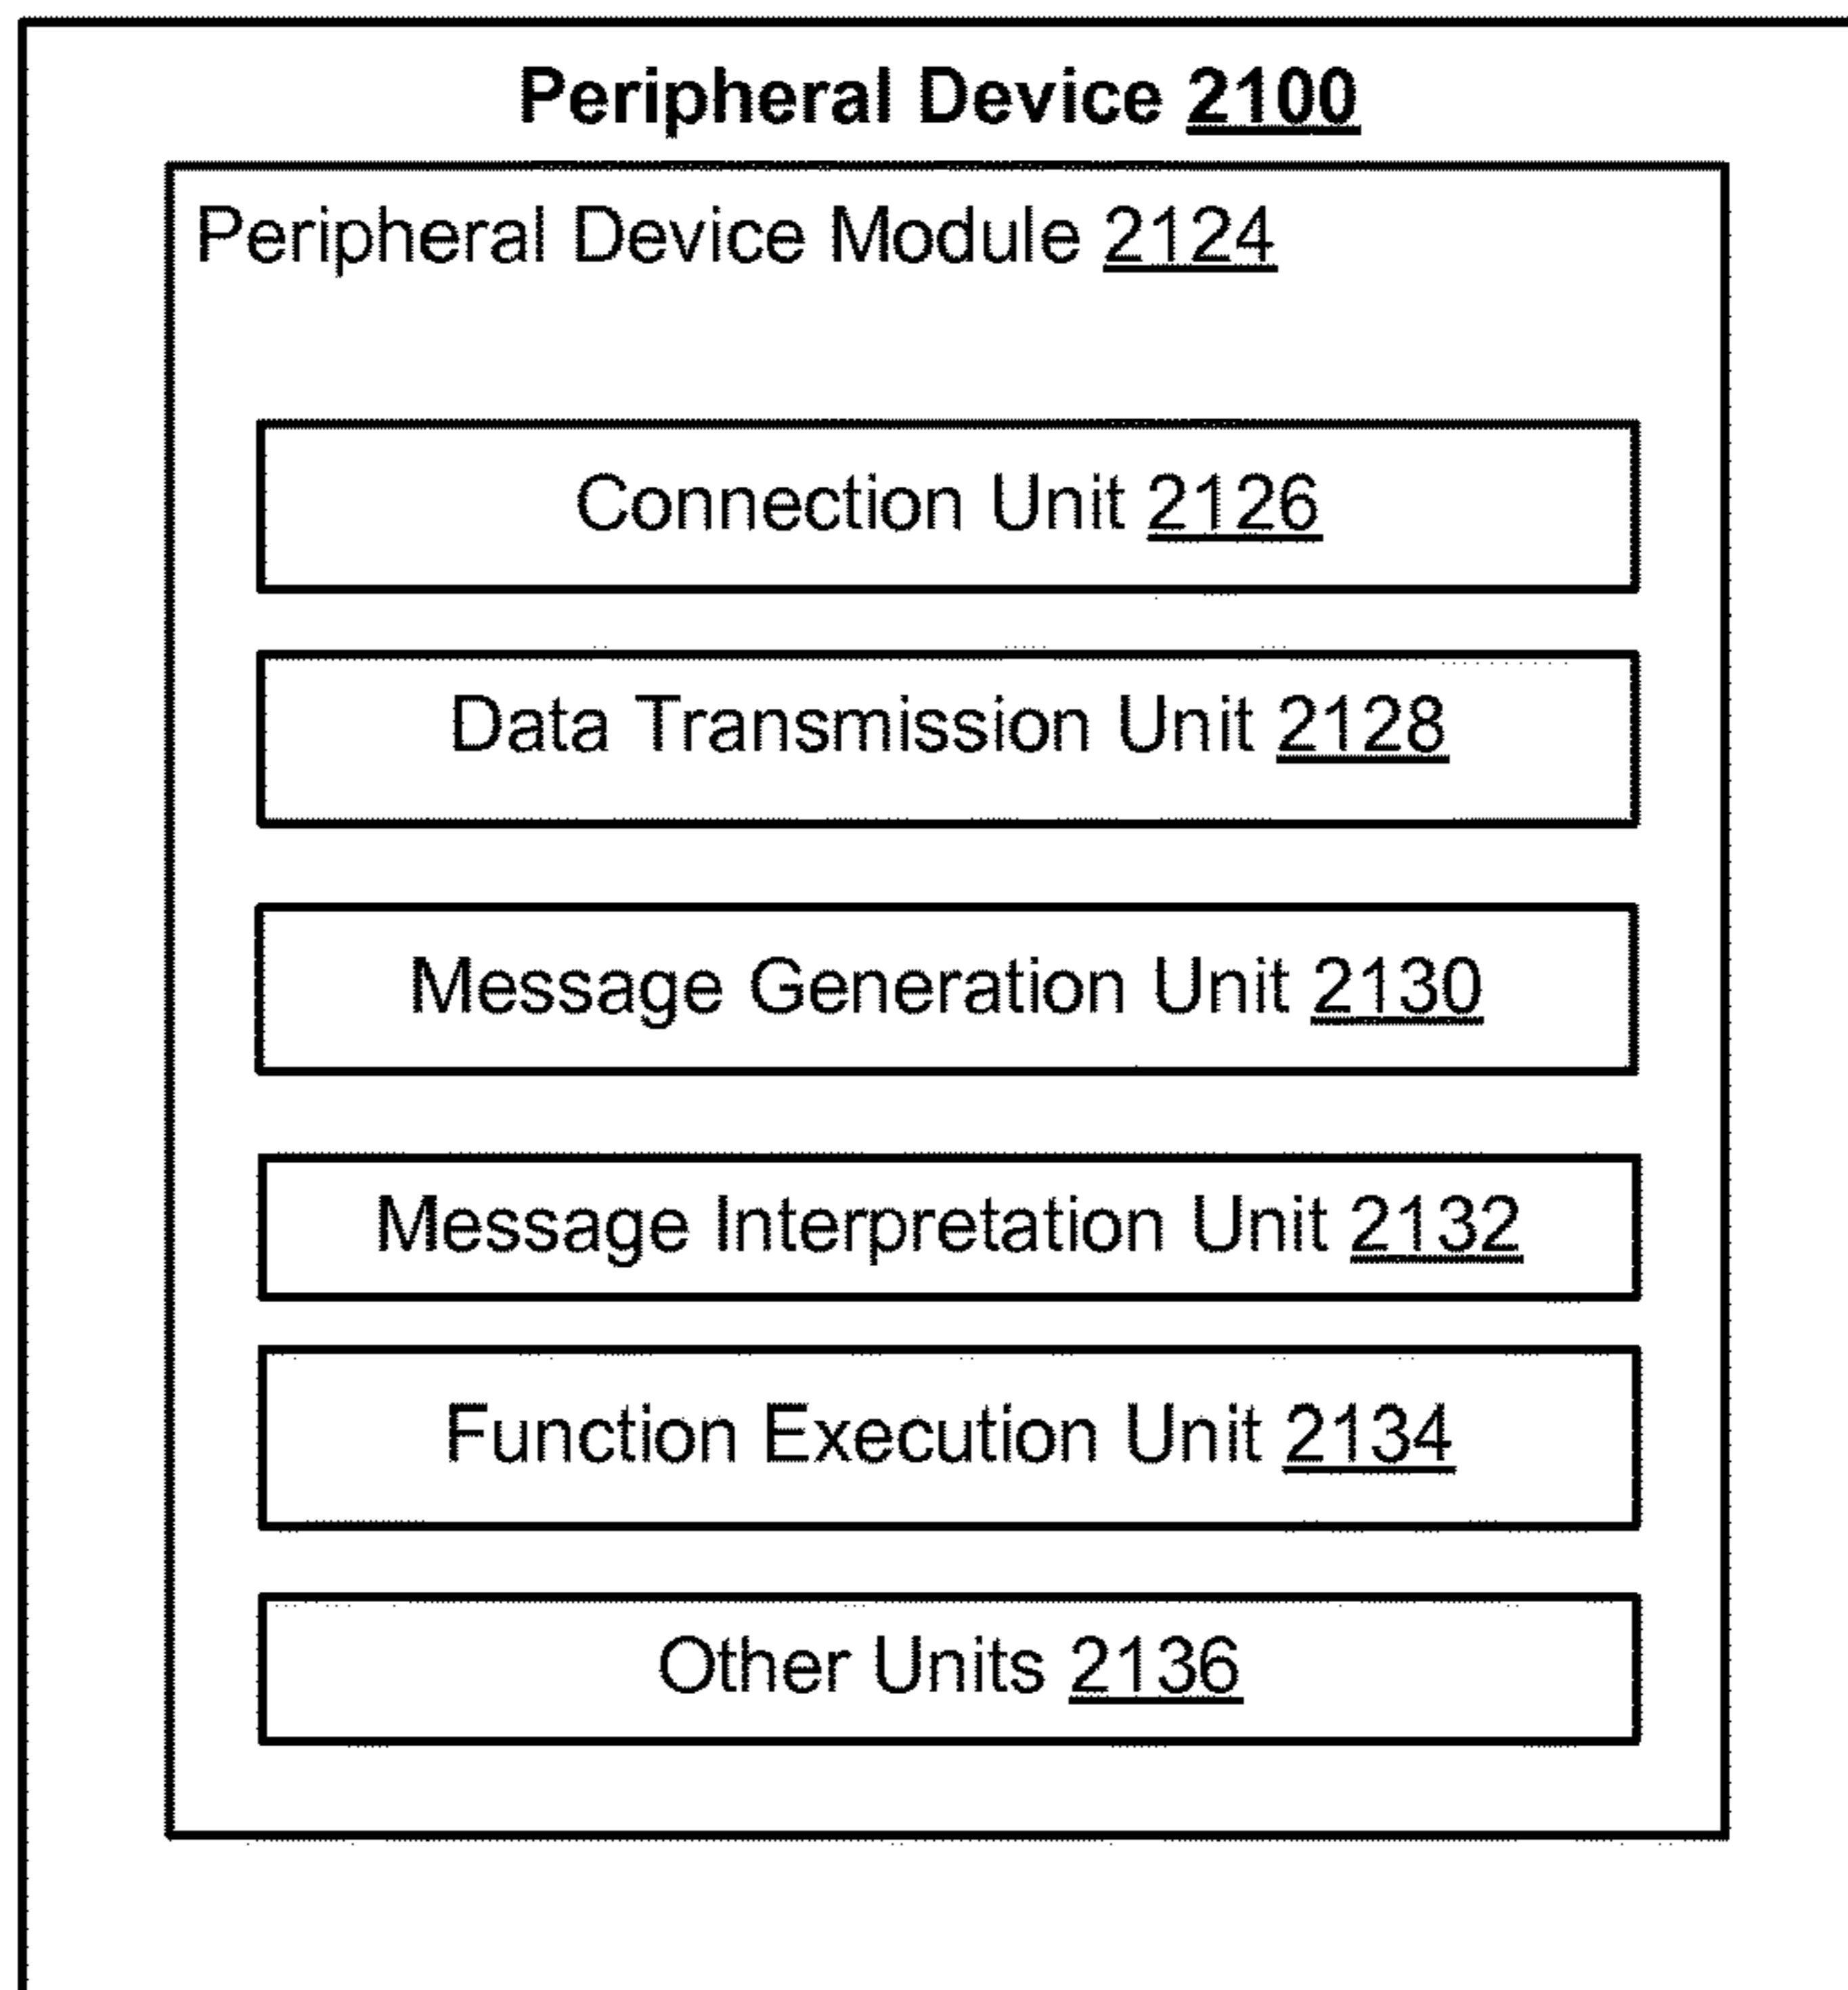 Peripheral Device 2100
Peripheral Device Module 2124
Connection Unit 2126
Data Transmission Unit 2128
Message Generation Unit 2130
Message Interpretation Unit 2132
Function Execution Unit 2134
Other Units 2136